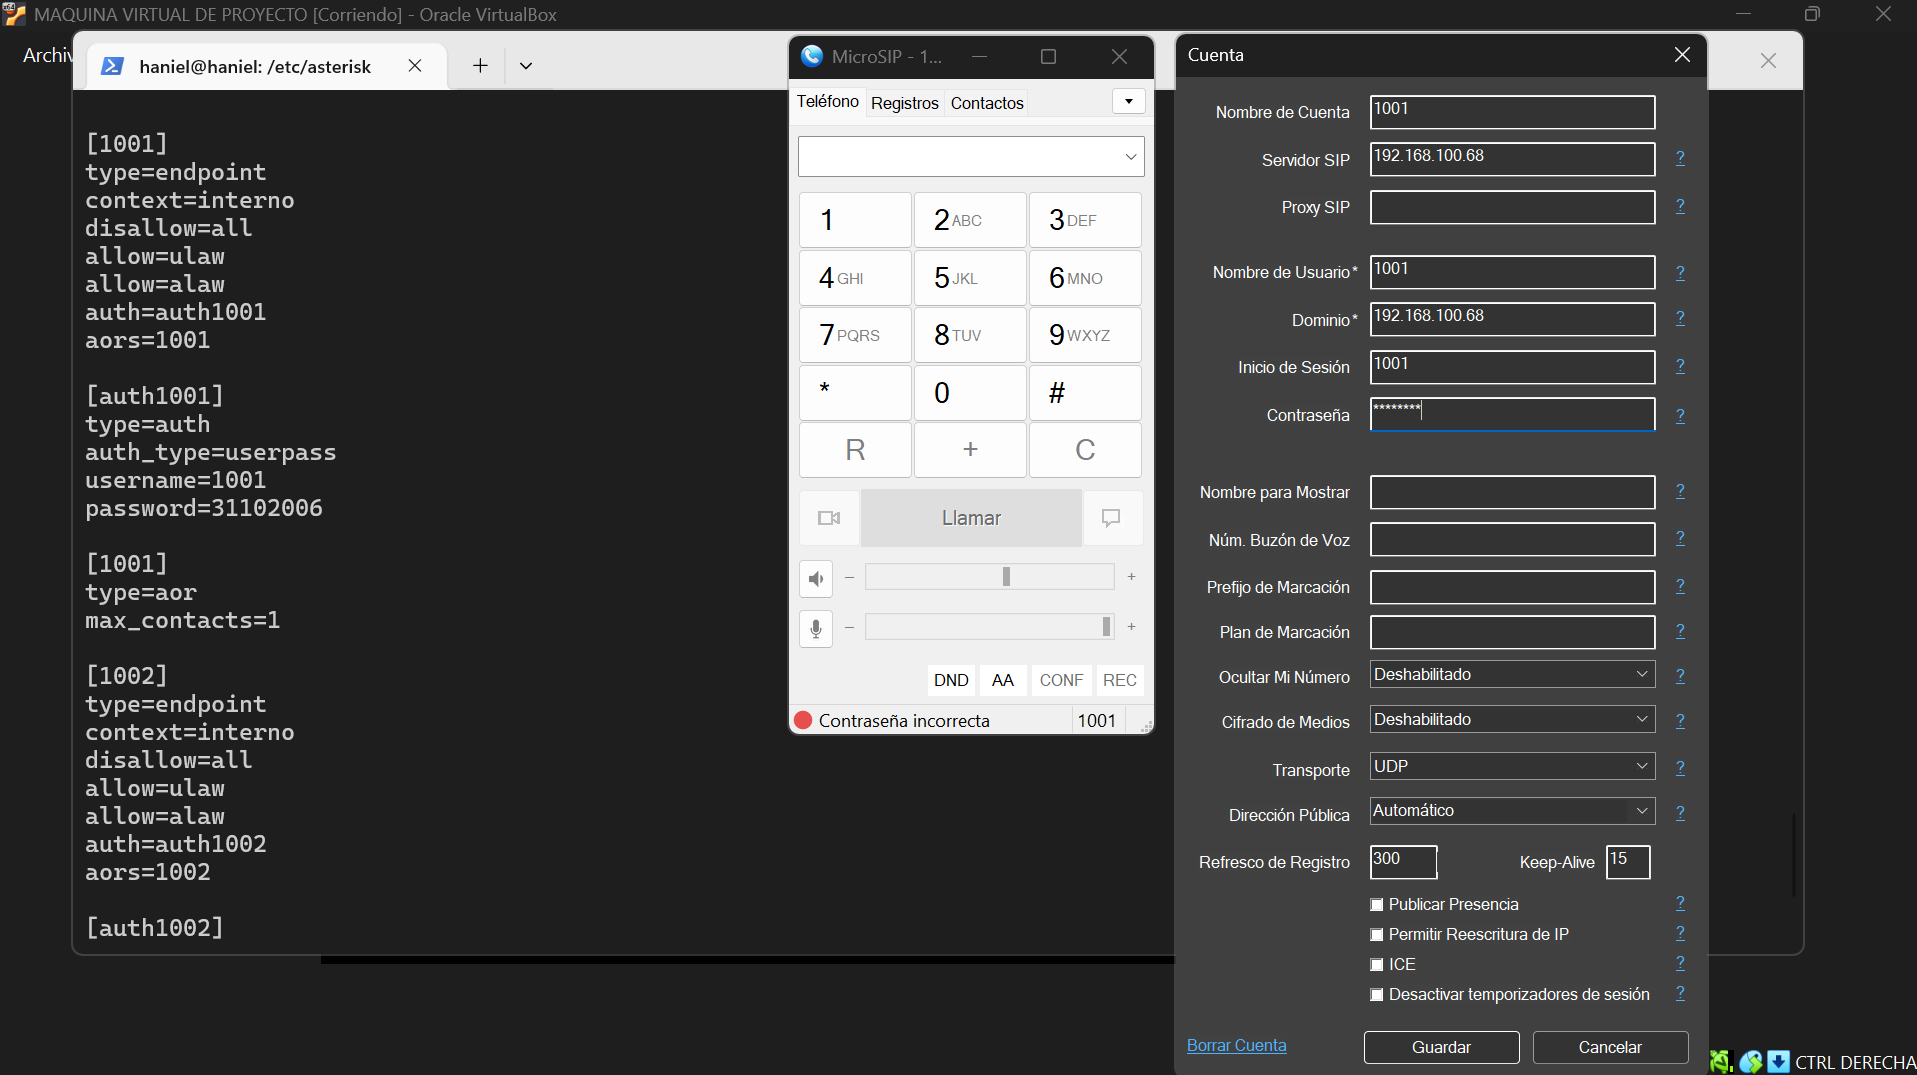 MAQUINA VIRTUAL DE PROYECTO [Corriendo] - Oracle VirtualBox
Archiv
haniel@haniel: /etc/asterisk
[1001]
type=endpoint
context=interno
disallow=all
allow=ulaw
allow=alaw
auth=auth1001
aors=1001
[auth1001]
type=auth
auth_type=userpass
username=1001
password=31102006
[1001]
type=aor
max_contacts=1
[1002]
type=endpoint
context=interno
disallow=all
allow=ulaw
allow=alaw
auth=auth1002
aors=1002
[auth1002]
MicroSIP - 1...
Teléfono Registros Contactos
1 2 ABC 3 DEF
4 GHI 5 JKL 6 MNO
7 PQRS 8 TUV 9 WXYZ
* 0 #
R + C
Llamar
− +
− +
DND AA CONF REC
Contraseña incorrecta 1001
Cuenta
Nombre de Cuenta 1001
Servidor SIP 192.168.100.68 ?
Proxy SIP ?
Nombre de Usuario* 1001 ?
Dominio* 192.168.100.68 ?
Inicio de Sesión 1001 ?
Contraseña ******** ?
Nombre para Mostrar ?
Núm. Buzón de Voz ?
Prefijo de Marcación ?
Plan de Marcación ?
Ocultar Mi Número Deshabilitado ?
Cifrado de Medios Deshabilitado ?
Transporte UDP ?
Dirección Pública Automático ?
Refresco de Registro 300 Keep-Alive 15
Publicar Presencia ?
Permitir Reescritura de IP ?
ICE ?
Desactivar temporizadores de sesión ?
Borrar Cuenta Guardar Cancelar
CTRL DERECHA